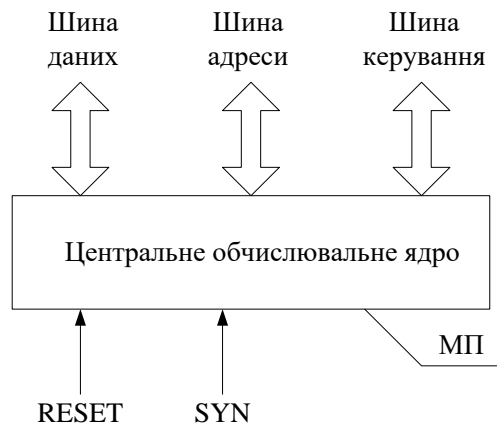 Шина даних
Шина адреси
Шина керування
Центральне обчислювальне ядро
МП
RESET
SYN